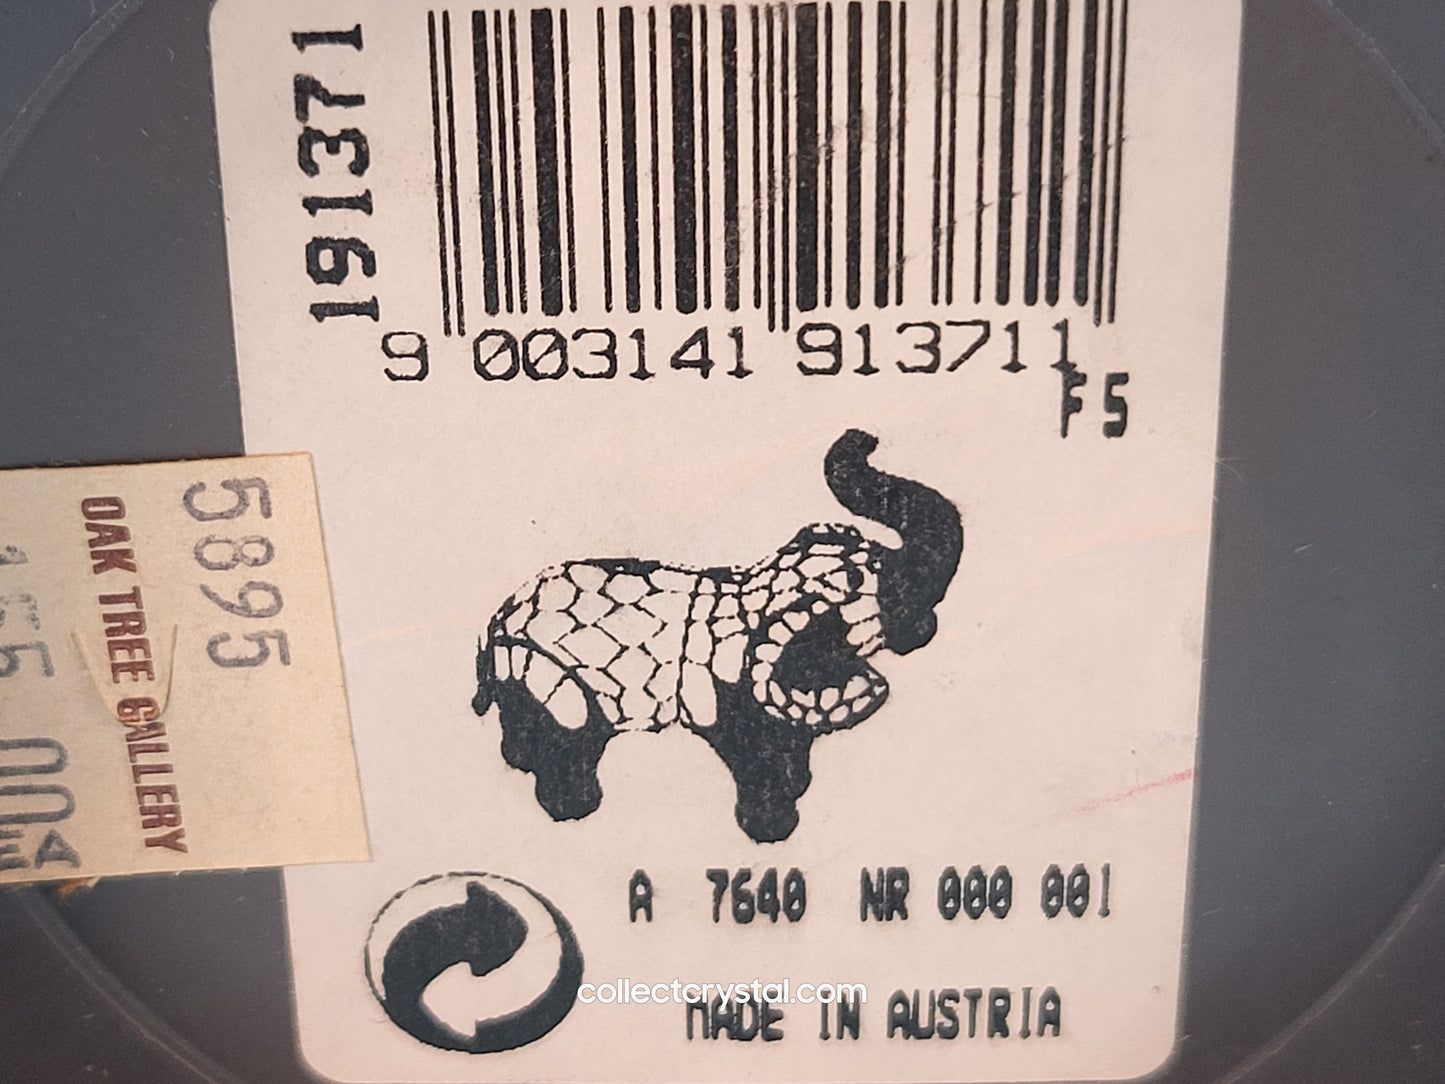 191371
9 003141 913711
F5
5895
OAK TREE GALLERY
A 7640 NR 000 001
collectcrystal.com
MADE IN AUSTRIA